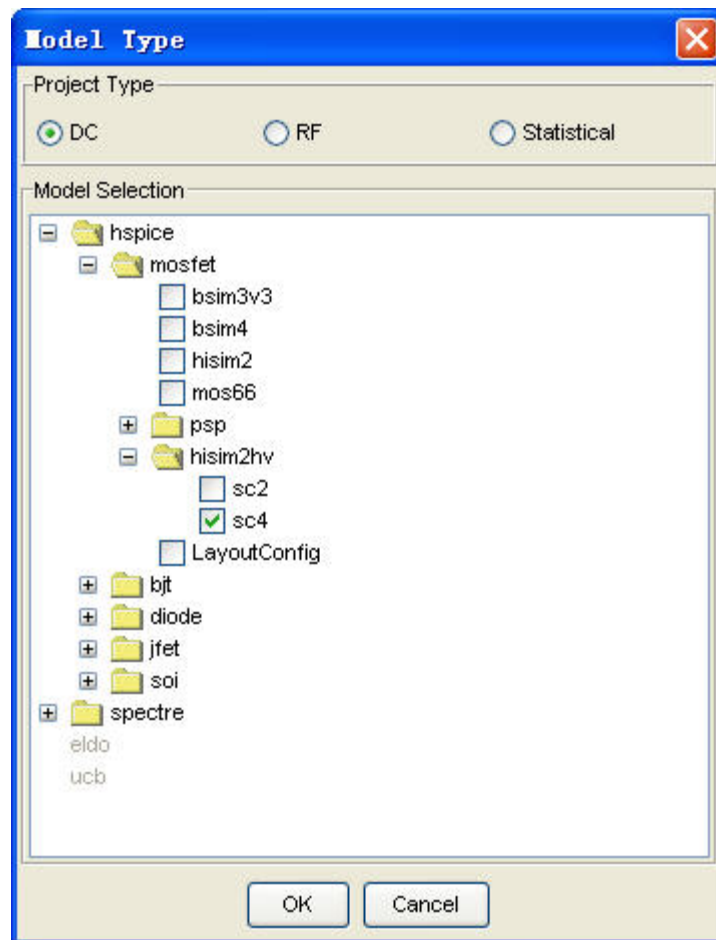 Model Type
Project Type
DC RF Statistical
Model Selection
hspice
mosfet
bsim3v3
bsim4
hisim2
mos66
psp
hisim2hv
sc2
sc4
LayoutConfig
bjt
diode
jfet
soi
spectre
eldo
ucb
OK Cancel